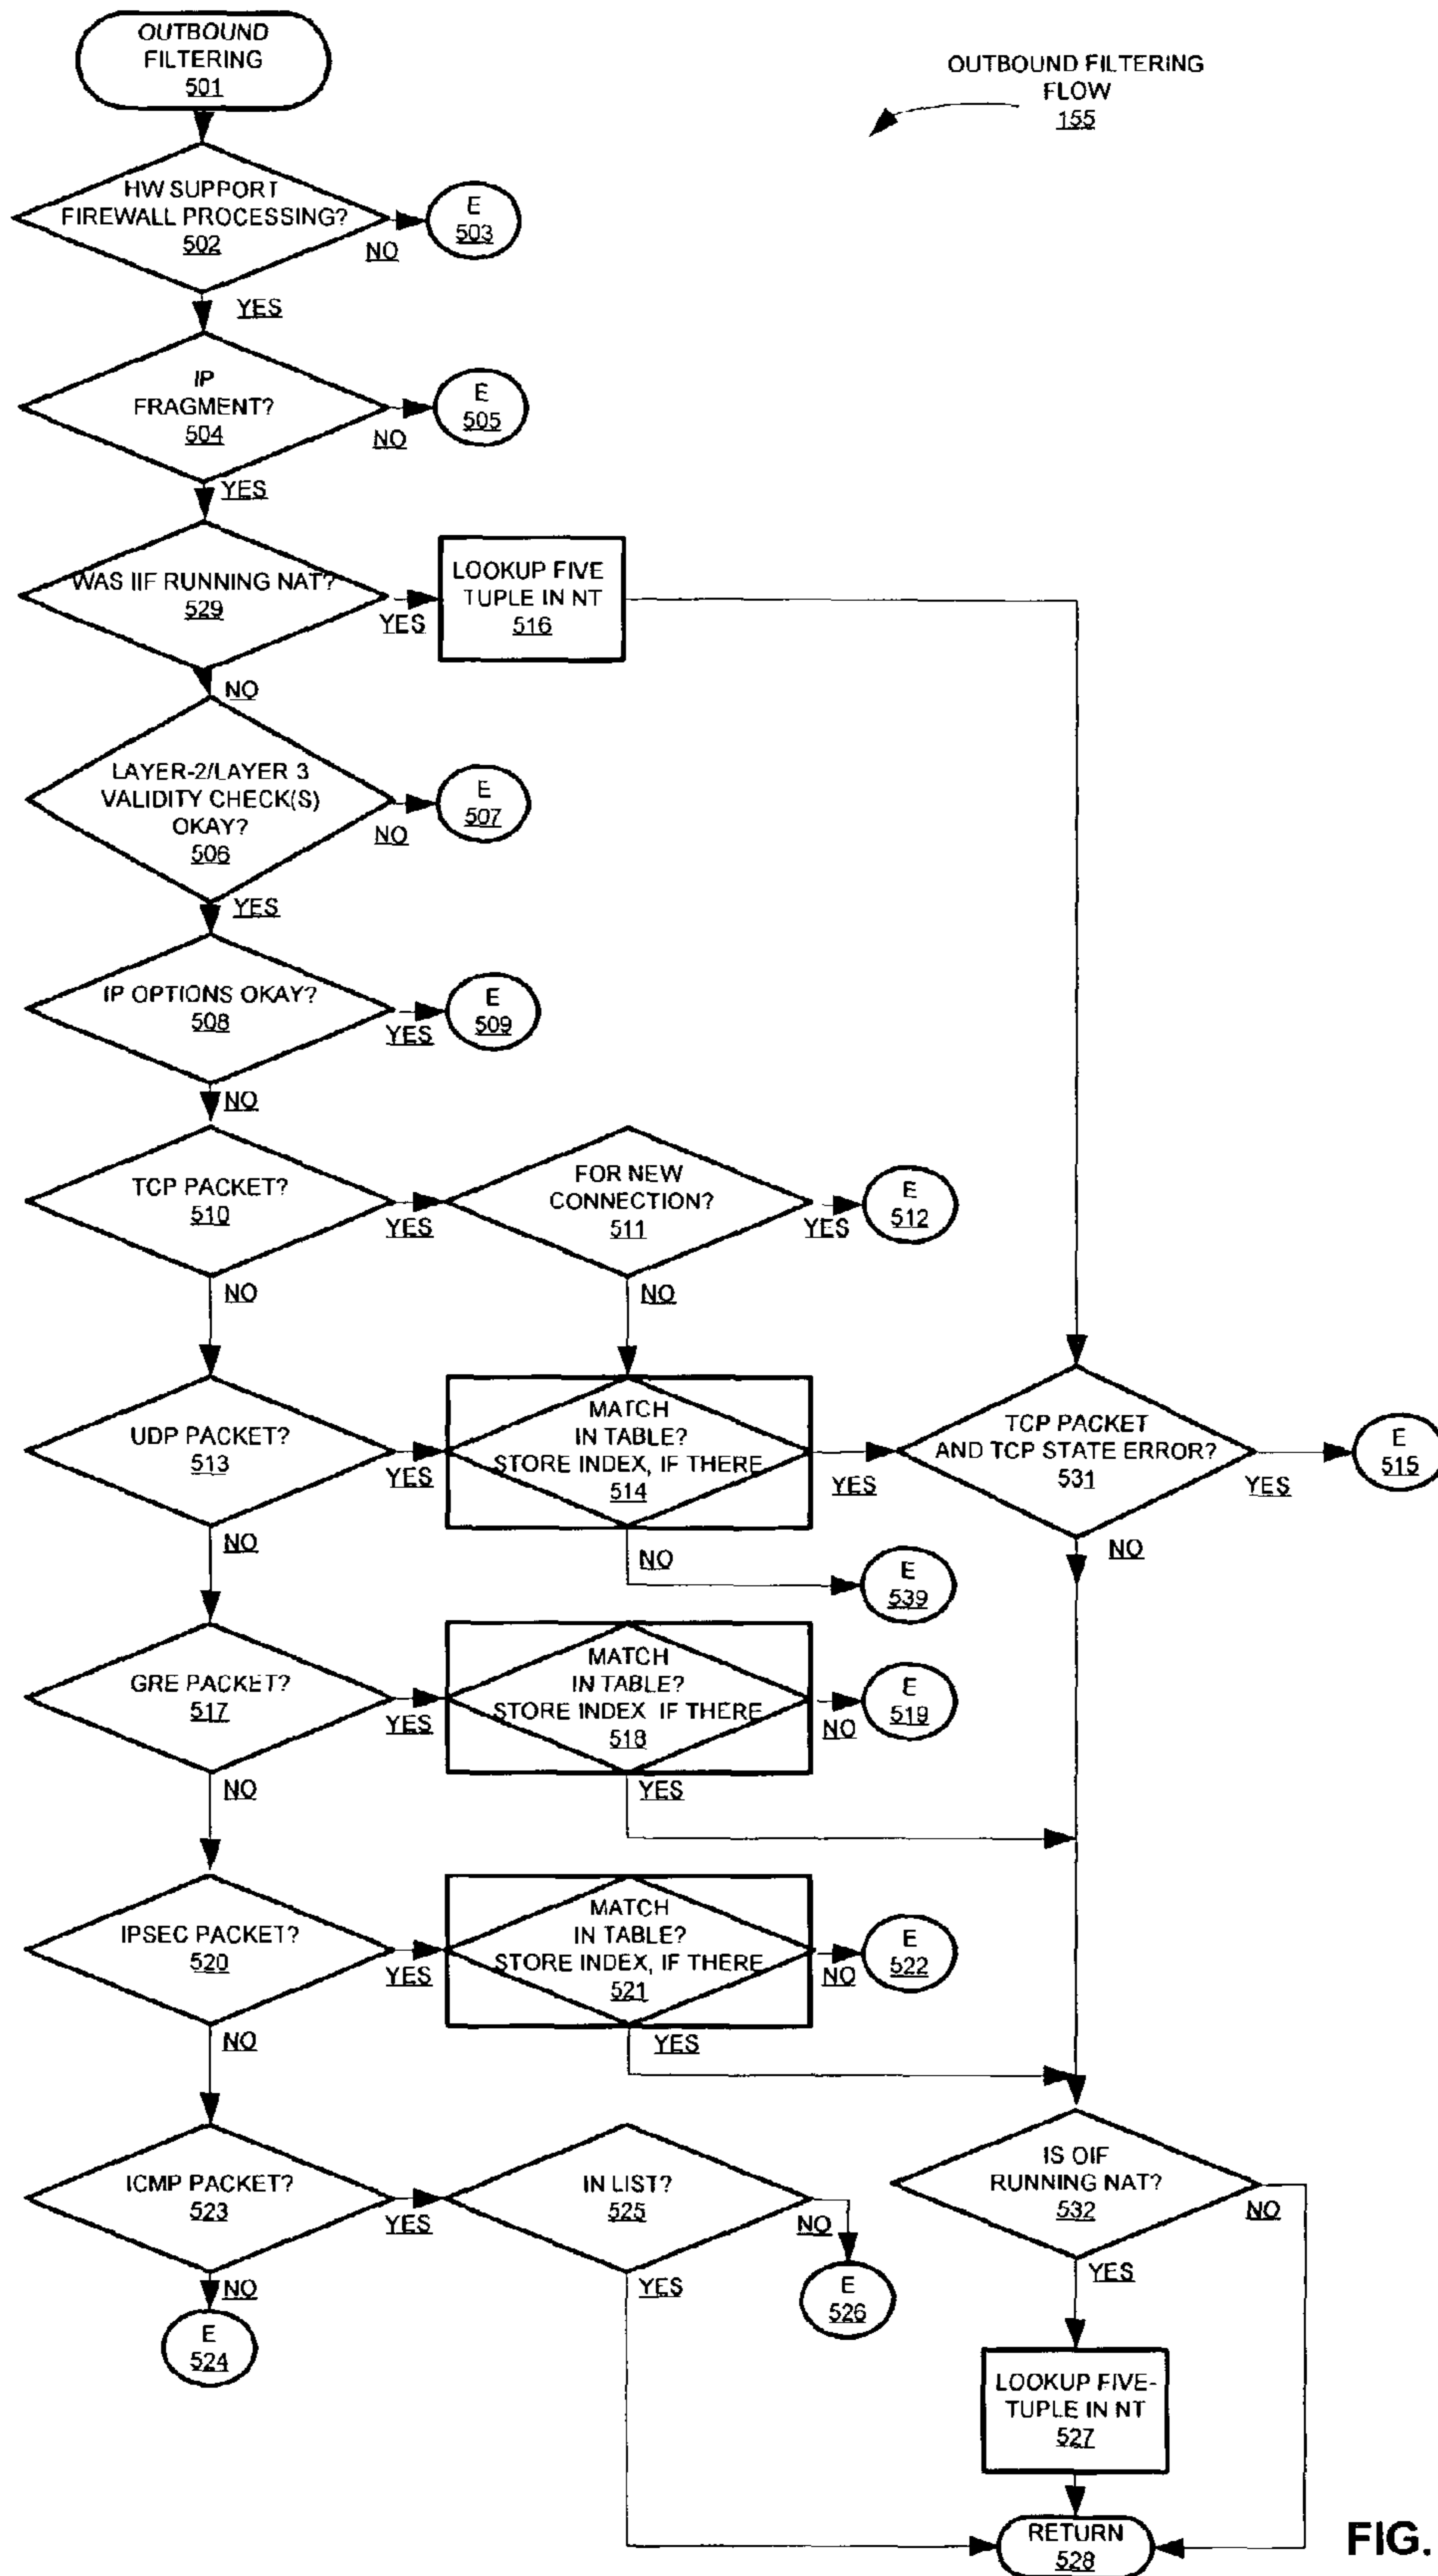 OUTBOUND
FILTERING
501
OUTBOUND FILTERING
FLOW
155
HW SUPPORT
FIREWALL PROCESSING?
502
NO
E
503
YES
IP
FRAGMENT?
504
NO
E
505
YES
WAS IIF RUNNING NAT?
529
YES
LOOKUP FIVE
TUPLE IN NT
516
NO
LAYER-2/LAYER 3
VALIDITY CHECK(S)
OKAY?
506
NO
E
507
YES
IP OPTIONS OKAY?
508
YES
E
509
NO
TCP PACKET?
510
YES
FOR NEW
CONNECTION?
511
YES
E
512
NO
NO
UDP PACKET?
513
YES
MATCH
IN TABLE?
STORE INDEX, IF THERE
514
YES
TCP PACKET
AND TCP STATE ERROR?
531
YES
E
515
NO
NO
E
539
NO
GRE PACKET?
517
YES
MATCH
IN TABLE?
STORE INDEX IF THERE
518
NO
E
519
NO
YES
IPSEC PACKET?
520
YES
MATCH
IN TABLE?
STORE INDEX, IF THERE
521
NO
E
522
NO
YES
ICMP PACKET?
523
YES
IN LIST?
525
NO
E
526
IS OIF
RUNNING NAT?
532
NO
NO
E
524
YES
YES
LOOKUP FIVE-
TUPLE IN NT
527
RETURN
528
FIG.